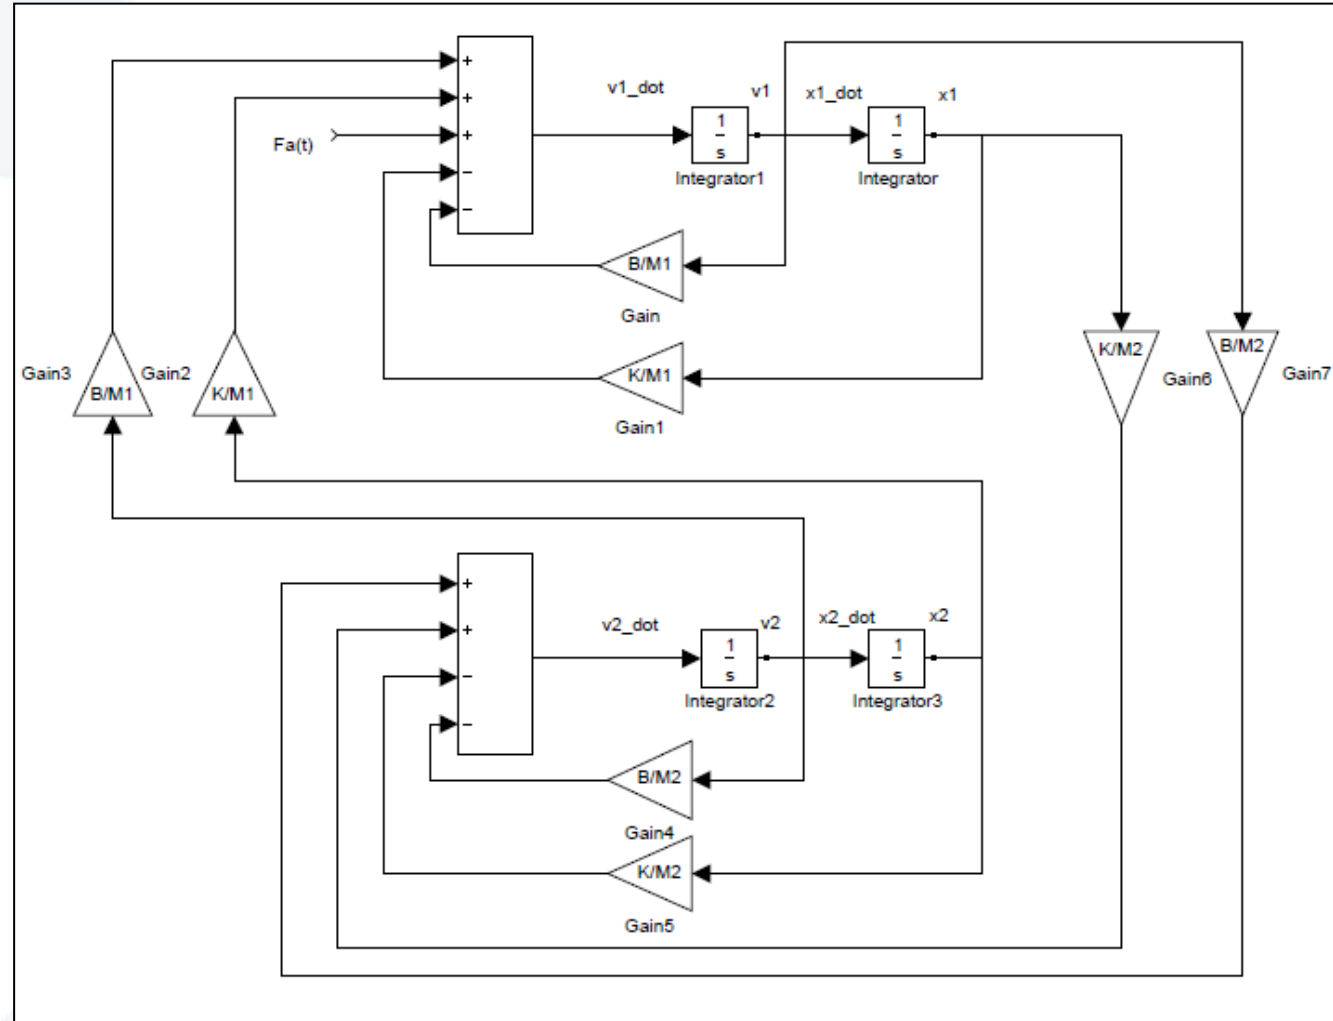 +
v1_dot
v1
x1_dot
x1
+
Fa(t)
+
1
s
1
s
−
Integrator1
Integrator
−
B/M1
Gain
K/M2
B/M2
Gain3
B/M1
Gain2
K/M1
K/M1
Gain6
Gain7
Gain1
+
v2_dot
v2
x2_dot
x2
+
1
s
1
s
−
Integrator2
Integrator3
−
B/M2
Gain4
K/M2
Gain5